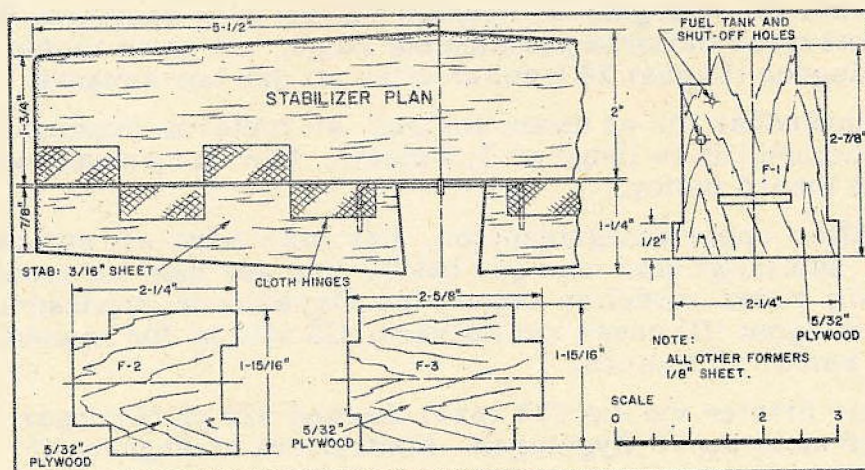 5-1/2"
FUEL TANK AND
SHUT-OFF HOLES
STABILIZER PLAN
1-3/4"
2"
2-7/8"
F-1
7/8"
1-1/4"
1/2"
STAB: 3/16" SHEET
CLOTH HINGES
2-1/4"
2-5/8"
2-1/4"
5/32"
PLYWOOD
F-2
1-15/16"
F-3
1-15/16"
NOTE:
ALL OTHER FORMERS
1/8" SHEET.
5/32"
PLYWOOD
5/32"
PLYWOOD
SCALE
0 1 2 3